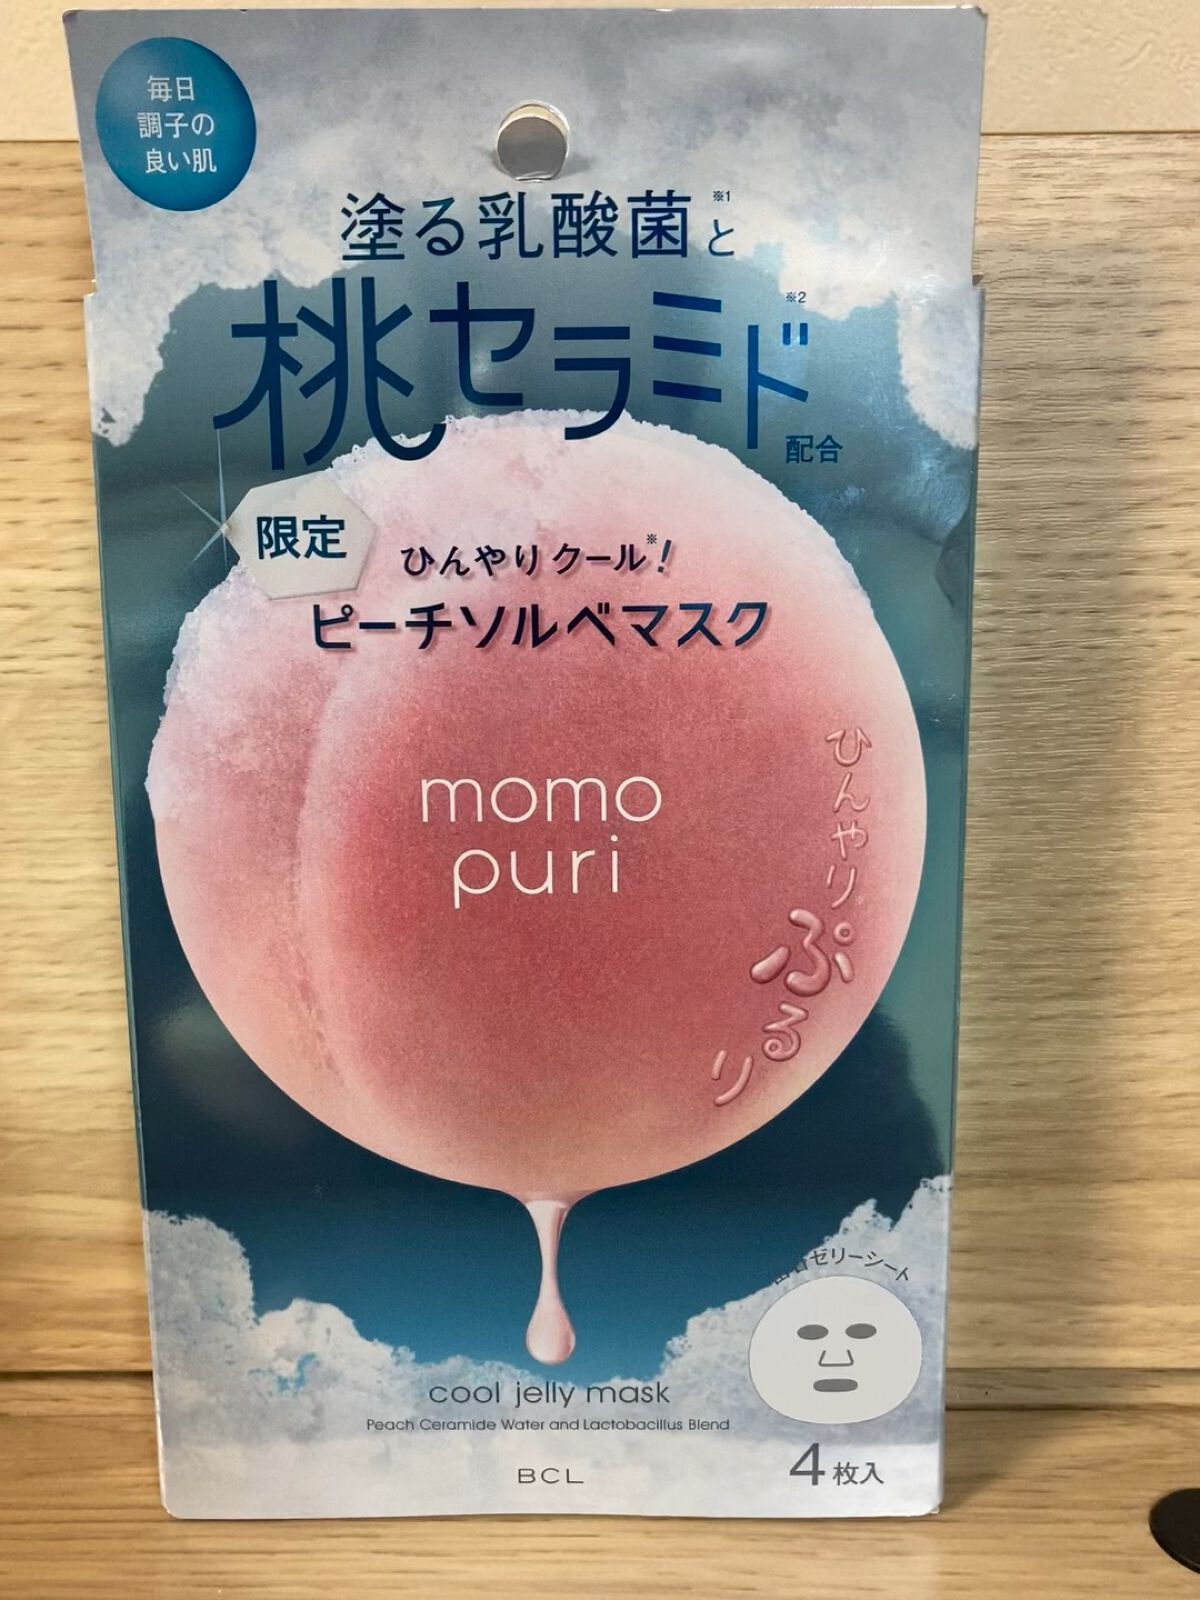 毎日
調子の
良い肌
塗る乳酸菌※1と
桃セラミド※2
配合
限定
ひんやりクール※!
ピーチソルベマスク
momo
puri
ひんやり※
ぷるり
ゼリーシート
cool jelly mask
Peach Ceramide Water and Lactobacillus Blend
BCL
4枚入